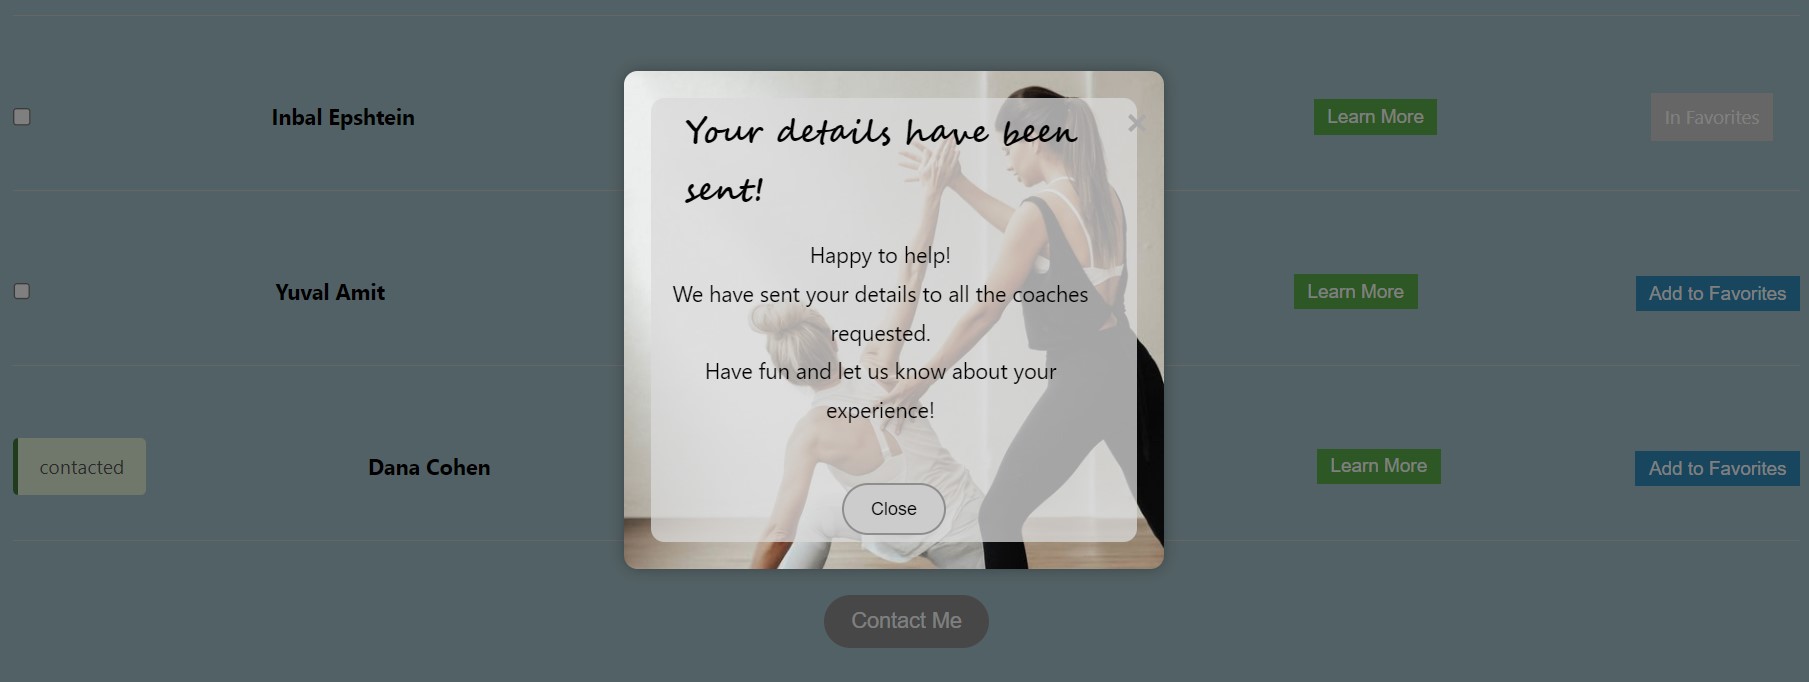 Inbal Epshtein
Learn More
In Favorites
Yuval Amit
Learn More
Add to Favorites
contacted
Dana Cohen
Learn More
Add to Favorites
Your details have been
sent!
×
Happy to help!
We have sent your details to all the coaches
requested.
Have fun and let us know about your
experience!
Close
Contact Me